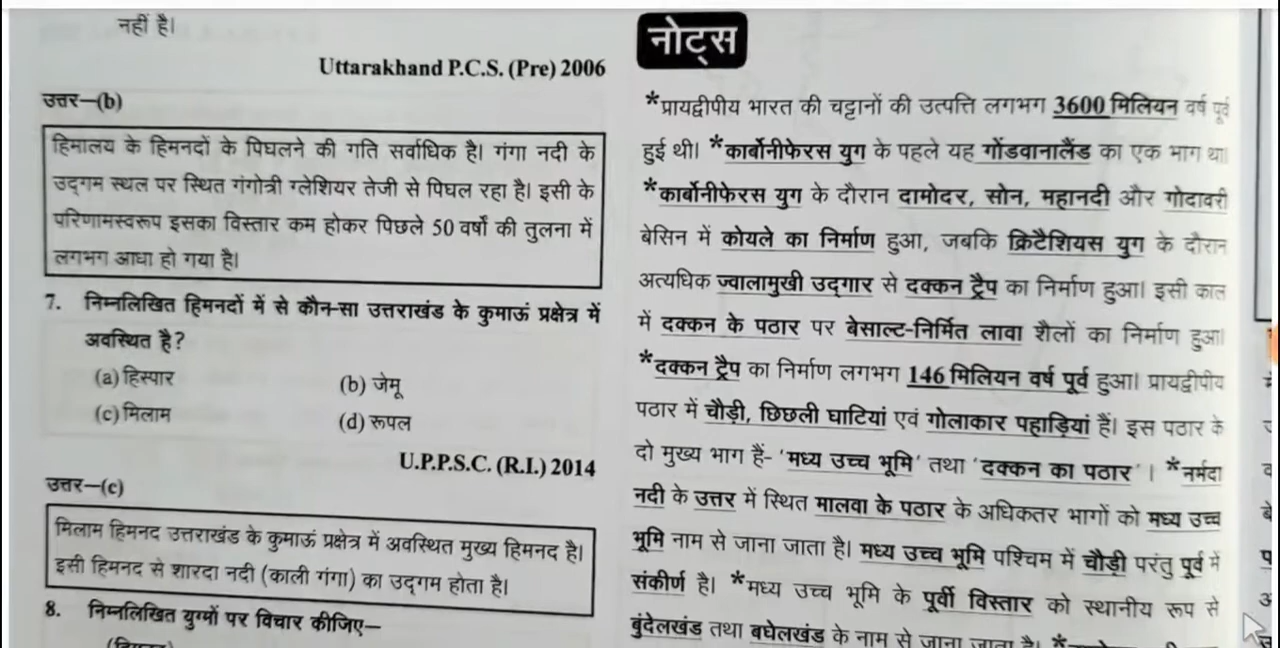 नहीं है।
Uttarakhand P.C.S. (Pre) 2006
उत्तर—(b)
हिमालय के हिमनदों के पिघलने की गति सर्वाधिक है। गंगा नदी के
उद्गम स्थल पर स्थित गंगोत्री ग्लेशियर तेजी से पिघल रहा है। इसी के
परिणामस्वरूप इसका विस्तार कम होकर पिछले 50 वर्षों की तुलना में
लगभग आधा हो गया है।
7. निम्नलिखित हिमनदों में से कौन-सा उत्तराखंड के कुमाऊं प्रक्षेत्र में
अवस्थित है?
(a) हिस्पार (b) जेमू
(c) मिलाम (d) रूपल
U.P.P.S.C. (R.I.) 2014
उत्तर—(c)
मिलाम हिमनद उत्तराखंड के कुमाऊं प्रक्षेत्र में अवस्थित मुख्य हिमनद है।
इसी हिमनद से शारदा नदी (काली गंगा) का उद्गम होता है।
8. निम्नलिखित युग्मों पर विचार कीजिए—
नोट्स
*प्रायद्वीपीय भारत की चट्टानों की उत्पत्ति लगभग 3600 मिलियन वर्ष पूर्व
हुई थी। *कार्बोनीफेरस युग के पहले यह गोंडवानालैंड का एक भाग था।
*कार्बोनीफेरस युग के दौरान दामोदर, सोन, महानदी और गोदावरी
बेसिन में कोयले का निर्माण हुआ, जबकि क्रिटैशियस युग के दौरान
अत्यधिक ज्वालामुखी उद्गार से दक्कन ट्रैप का निर्माण हुआ। इसी काल
में दक्कन के पठार पर बेसाल्ट-निर्मित लावा शैलों का निर्माण हुआ।
*दक्कन ट्रैप का निर्माण लगभग 146 मिलियन वर्ष पूर्व हुआ। प्रायद्वीपीय
पठार में चौड़ी, छिछली घाटियां एवं गोलाकार पहाड़ियां हैं। इस पठार के
दो मुख्य भाग हैं- 'मध्य उच्च भूमि' तथा 'दक्कन का पठार'। *नर्मदा
नदी के उत्तर में स्थित मालवा के पठार के अधिकतर भागों को मध्य उच्च
भूमि नाम से जाना जाता है। मध्य उच्च भूमि पश्चिम में चौड़ी परंतु पूर्व में
संकीर्ण है। *मध्य उच्च भूमि के पूर्वी विस्तार को स्थानीय रूप से
बुंदेलखंड तथा बघेलखंड के नाम से जाना जाता है।